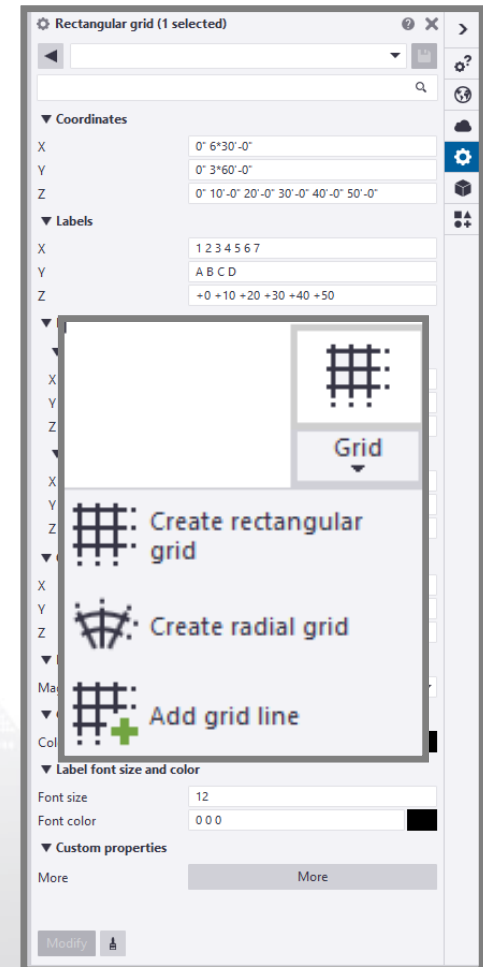 Rectangular grid (1 selected)
Coordinates
X 0" 6*30'-0"
Y 0" 3*60'-0"
Z 0" 10'-0" 20'-0" 30'-0" 40'-0" 50'-0"
Labels
X 1 2 3 4 5 6 7
Y A B C D
Z +0 +10 +20 +30 +40 +50
X
Y
Z
X
Y
Z
X
Y
Z
Grid
Create rectangular
grid
Create radial grid
Add grid line
Label font size and color
Font size 12
Font color 0 0 0
Custom properties
More More
Modify